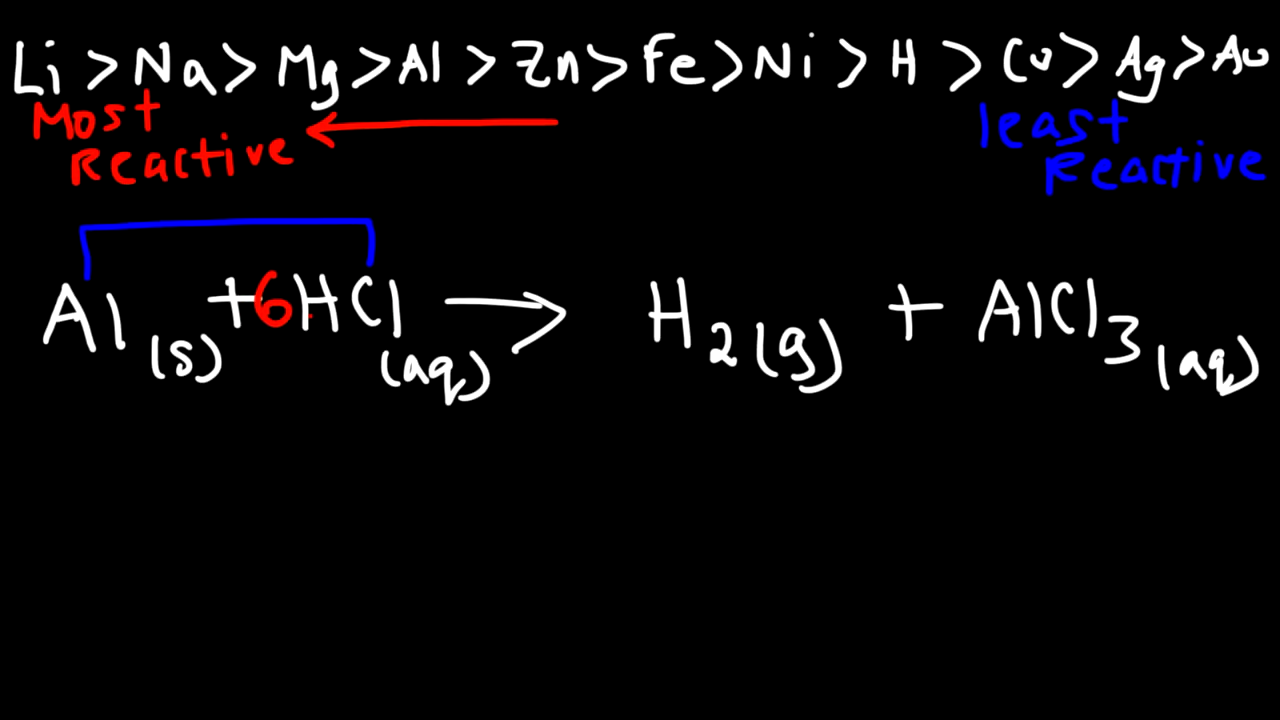 Li > Na > Mg > Al > Zn > Fe > Ni > H > Cu > Ag > Au
Most Reactive
least Reactive
Al (s) + 6HCl (aq) → H2(g) + AlCl3(aq)